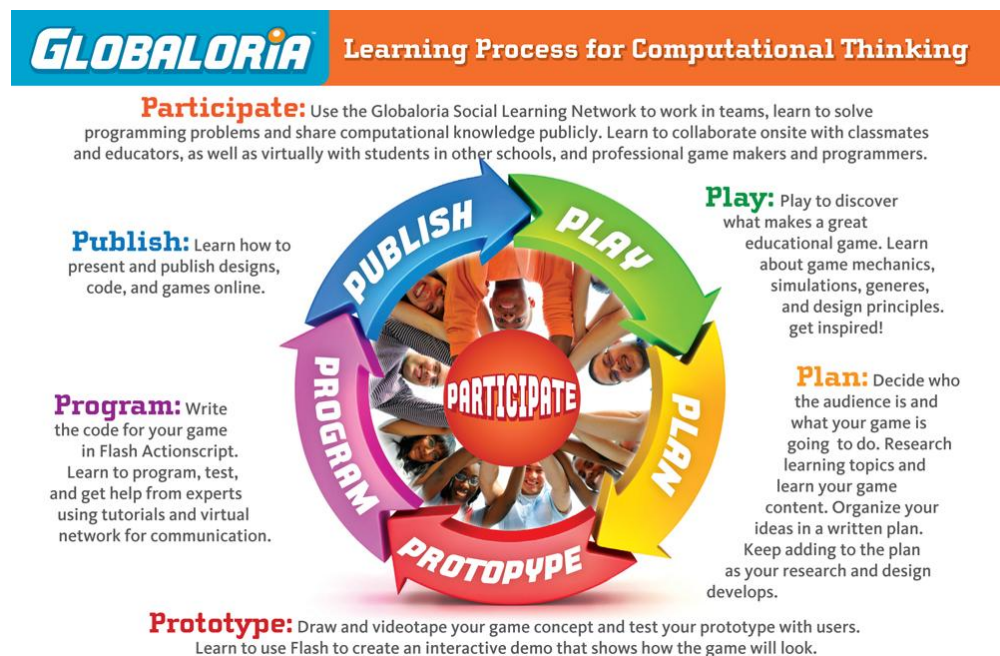 GLOBALORIA™
Learning Process for Computational Thinking
Participate: Use the Globaloria Social Learning Network to work in teams, learn to solve
programming problems and share computational knowledge publicly. Learn to collaborate onsite with classmates
and educators, as well as virtually with students in other schools, and professional game makers and programmers.
PUBLISH
PLAY
PLAN
PROTOPYPE
PROGRAM
PARTICIPATE
Play: Play to discover
what makes a great
educational game. Learn
about game mechanics,
simulations, generes,
and design principles.
get inspired!
Plan: Decide who
the audience is and
what your game is
going to do. Research
learning topics and
learn your game
content. Organize your
ideas in a written plan.
Keep adding to the plan
as your research and design
develops.
Prototype: Draw and videotape your game concept and test your prototype with users.
Learn to use Flash to create an interactive demo that shows how the game will look.
Program: Write
the code for your game
in Flash Actionscript.
Learn to program, test,
and get help from experts
using tutorials and virtual
network for communication.
Publish: Learn how to
present and publish designs,
code, and games online.